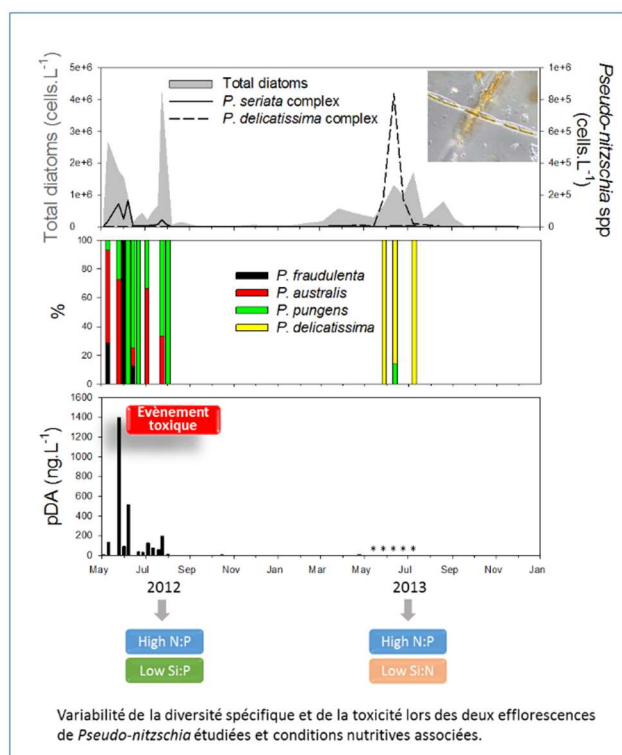 5e+6
4e+6
3e+6
2e+6
1e+6
0
Total diatoms (cells.L-1)
Total diatoms
P. seriata complex
P. delicatissima complex
1e+6
8e+5
6e+5
4e+5
2e+5
0
Pseudo-nitzschia spp
(cells.L-1)
100
80
60
40
20
0
%
P. fraudulenta
P. australis
P. pungens
P. delicatissima
1600
1400
1200
1000
800
600
400
200
0
pDA (ng.L-1)
Evènement
toxique
* * * * *
May Jul Sep Nov Jan Mar May Jul Sep Nov Jan
2012 2013
High N:P High N:P
Low Si:P Low Si:N
Variabilité de la diversité spécifique et de la toxicité lors des deux efflorescences
de Pseudo-nitzschia étudiées et conditions nutritives associées.